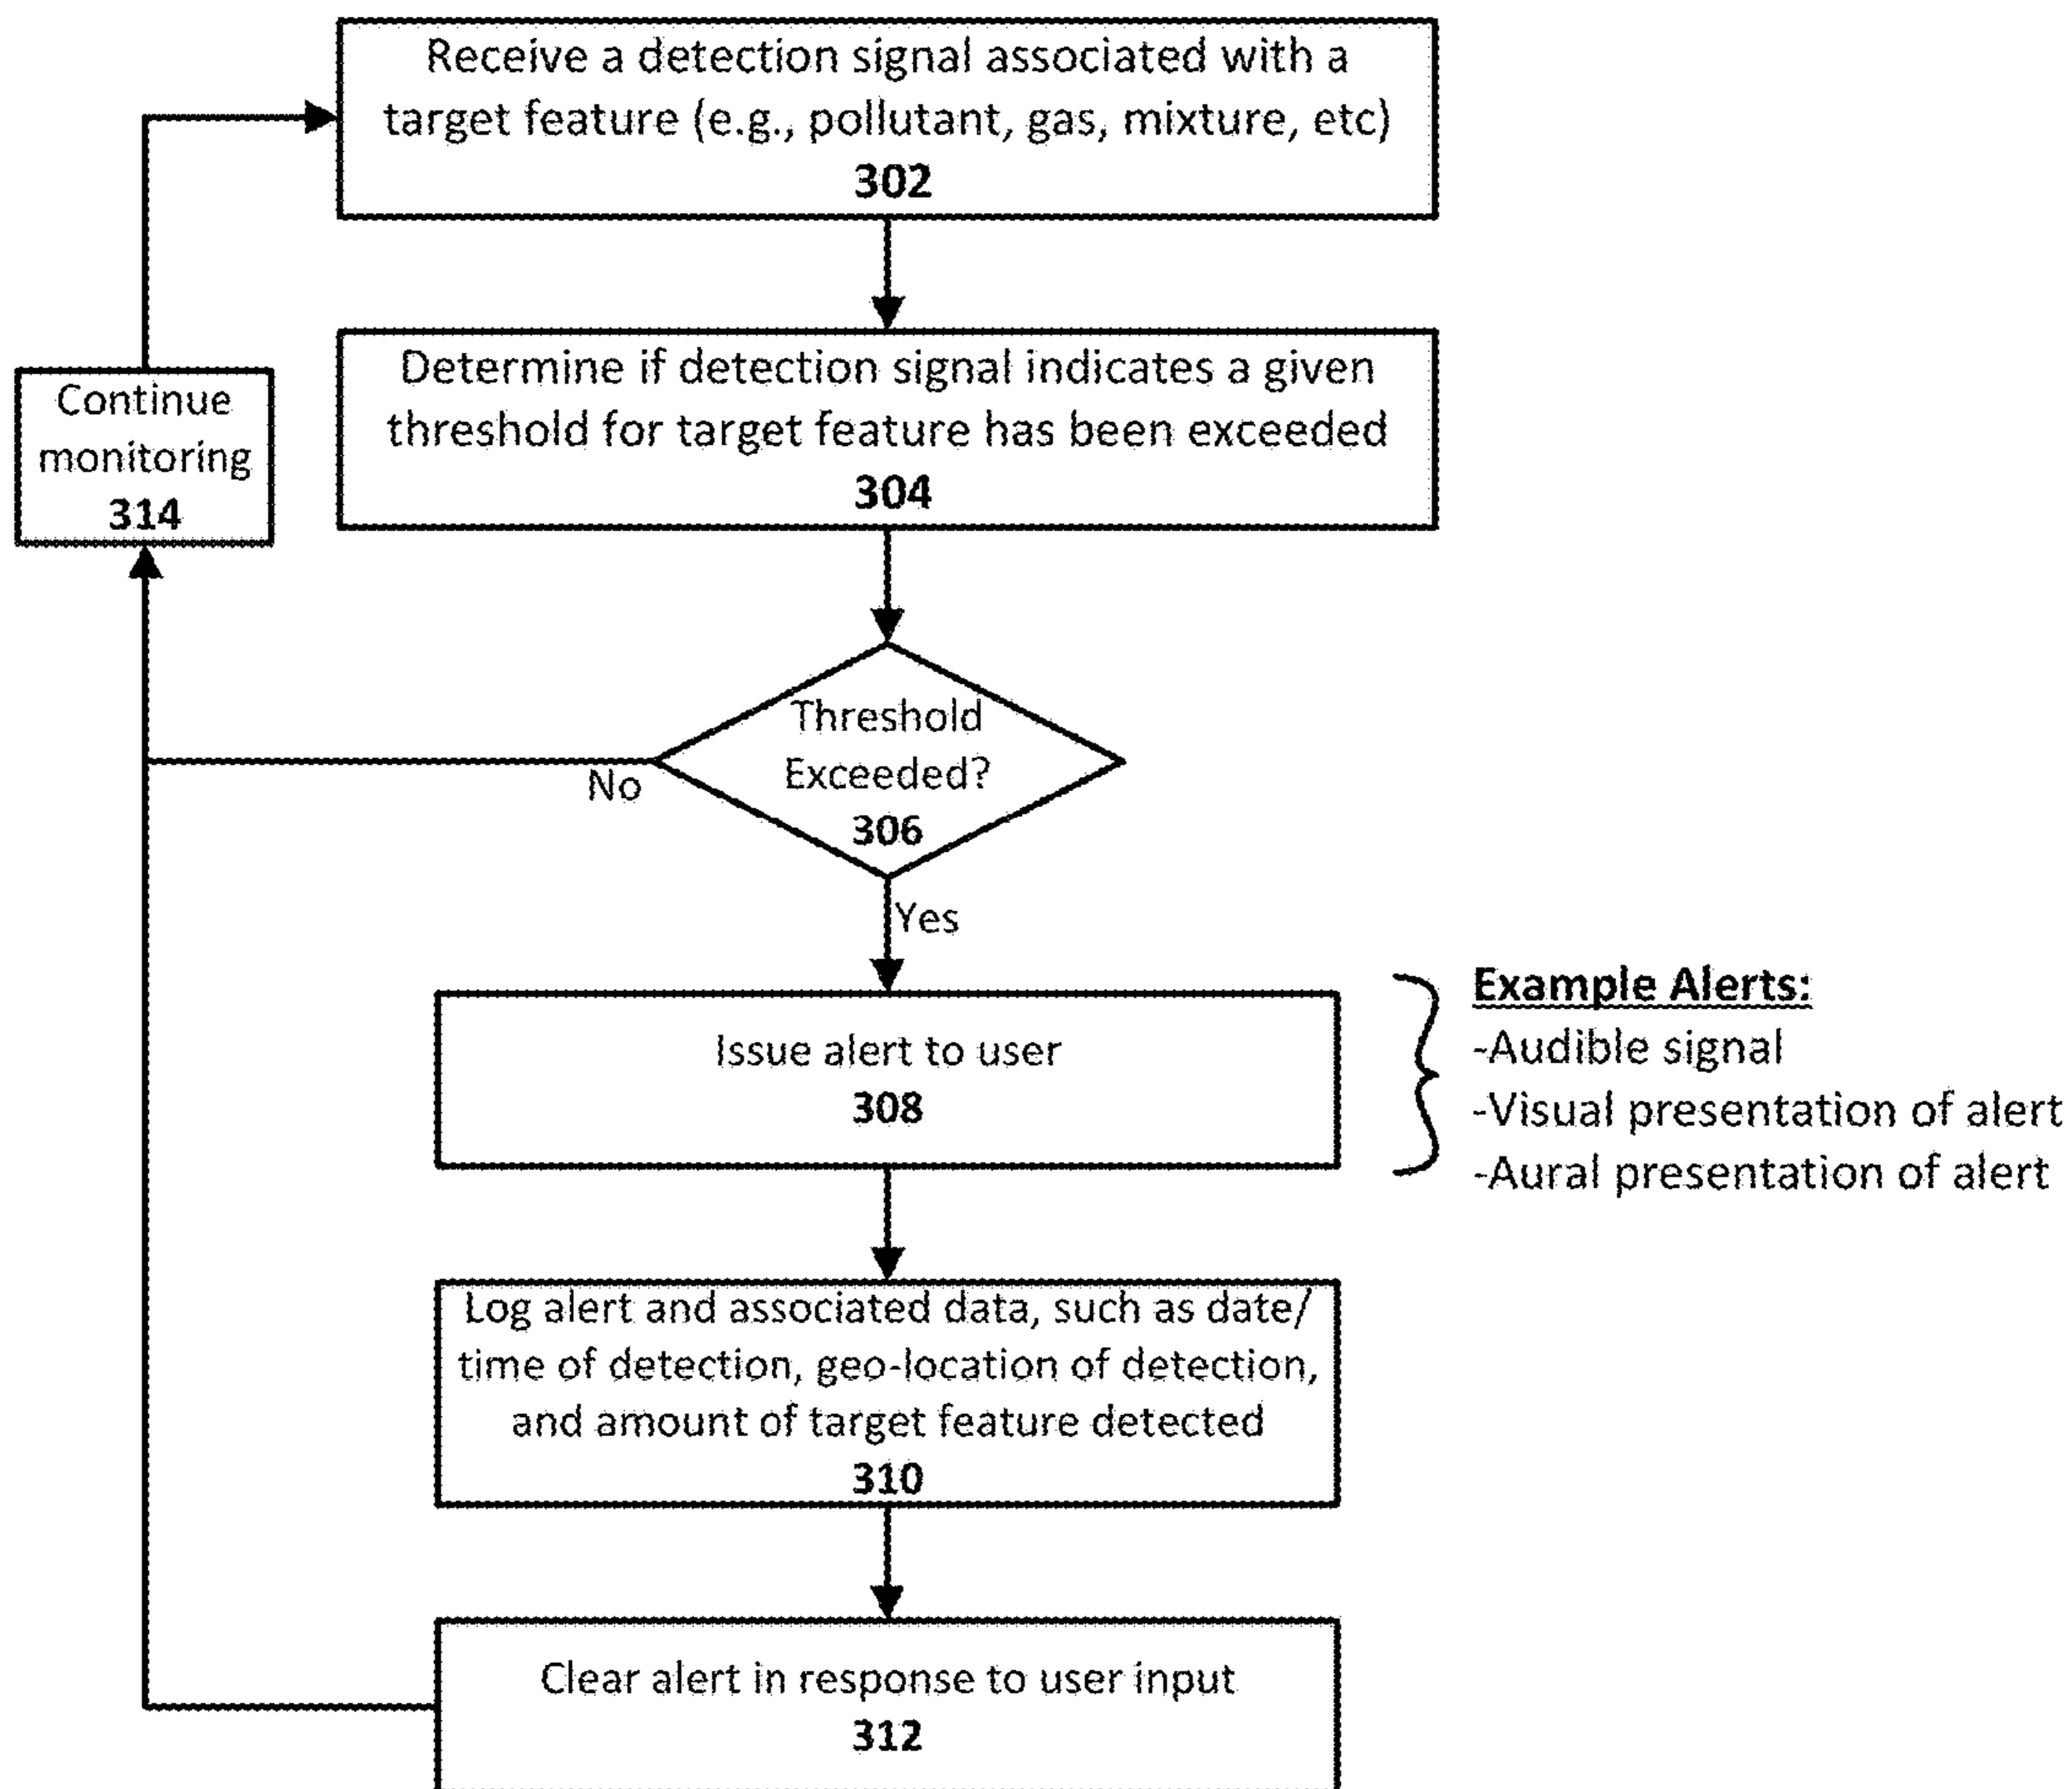 Receive a detection signal associated with a
target feature (e.g., pollutant, gas, mixture, etc)
302
Determine if detection signal indicates a given
threshold for target feature has been exceeded
304
Continue
monitoring
314
Threshold
Exceeded?
306
No
Yes
Issue alert to user
308
Example Alerts:
-Audible signal
-Visual presentation of alert
-Aural presentation of alert
Log alert and associated data, such as date/
time of detection, geo-location of detection,
and amount of target feature detected
310
Clear alert in response to user input
312